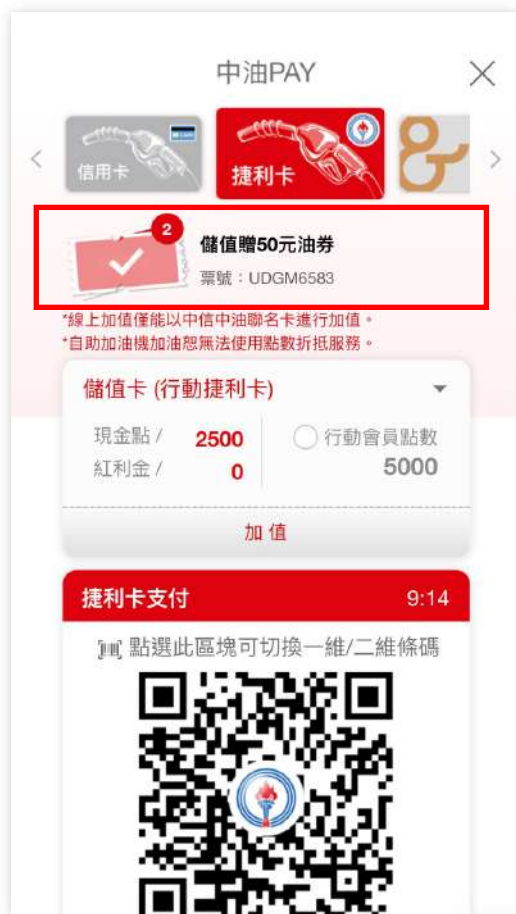 中油PAY
信用卡
捷利卡
2
儲值贈50元油券
票號：UDGM6583
*線上加值僅能以中信中油聯名卡進行加值。
*自助加油機加油恕無法使用點數折抵服務。
儲值卡 (行動捷利卡)
現金點 / 2500
行動會員點數
紅利金 / 0
5000
加 值
捷利卡支付 9:14
點選此區塊可切換一維/二維條碼